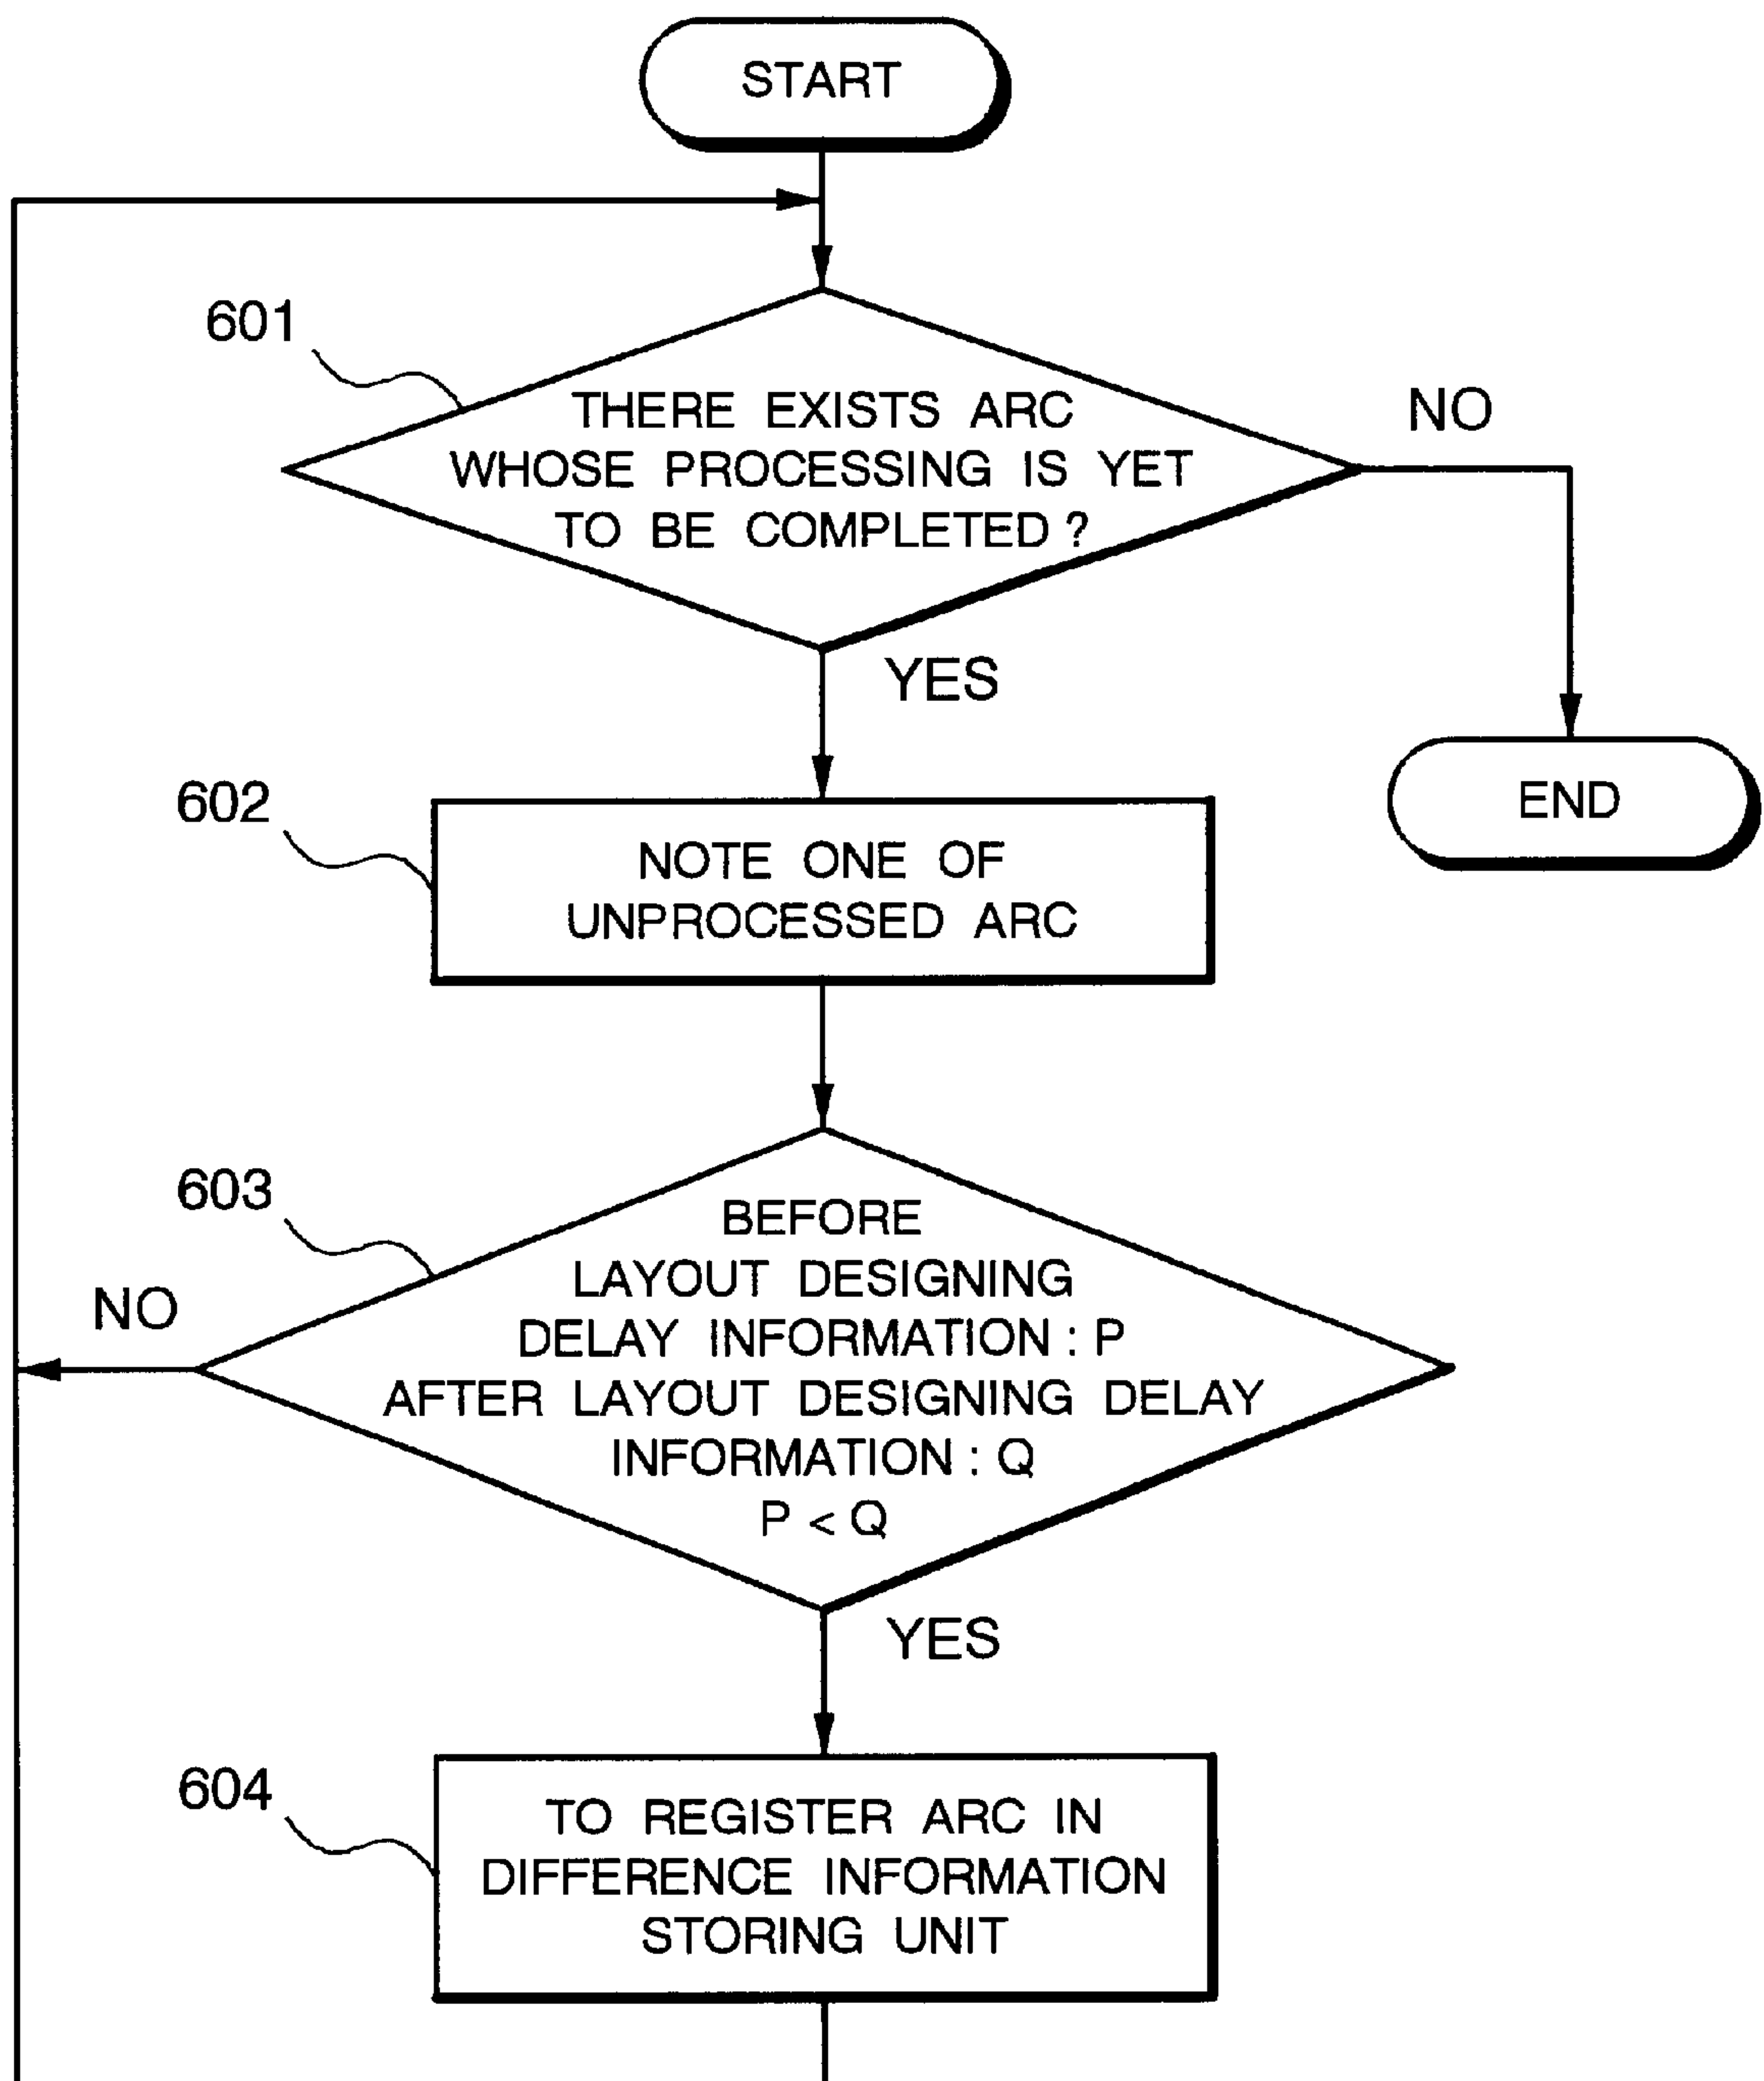 START
601
THERE EXISTS ARC
WHOSE PROCESSING IS YET
TO BE COMPLETED ?
NO
YES
602
NOTE ONE OF
UNPROCESSED ARC
END
603
NO
BEFORE
LAYOUT DESIGNING
DELAY INFORMATION : P
AFTER LAYOUT DESIGNING DELAY
INFORMATION : Q
P < Q
YES
604
TO REGISTER ARC IN
DIFFERENCE INFORMATION
STORING UNIT